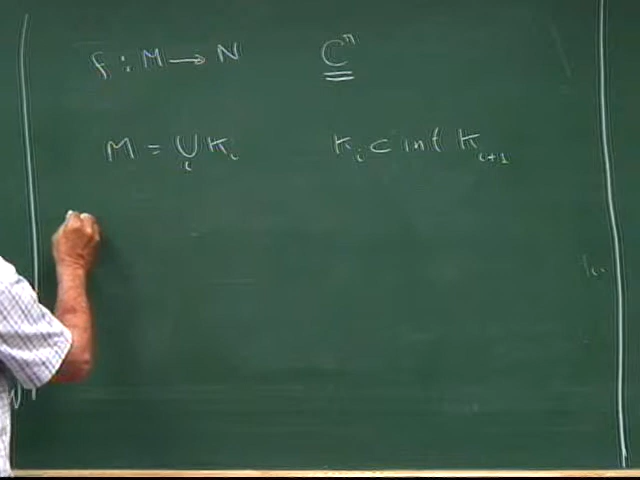 f : M → N C^r
M = ∪_i K_i K_i ⊂ int K_{i+1}